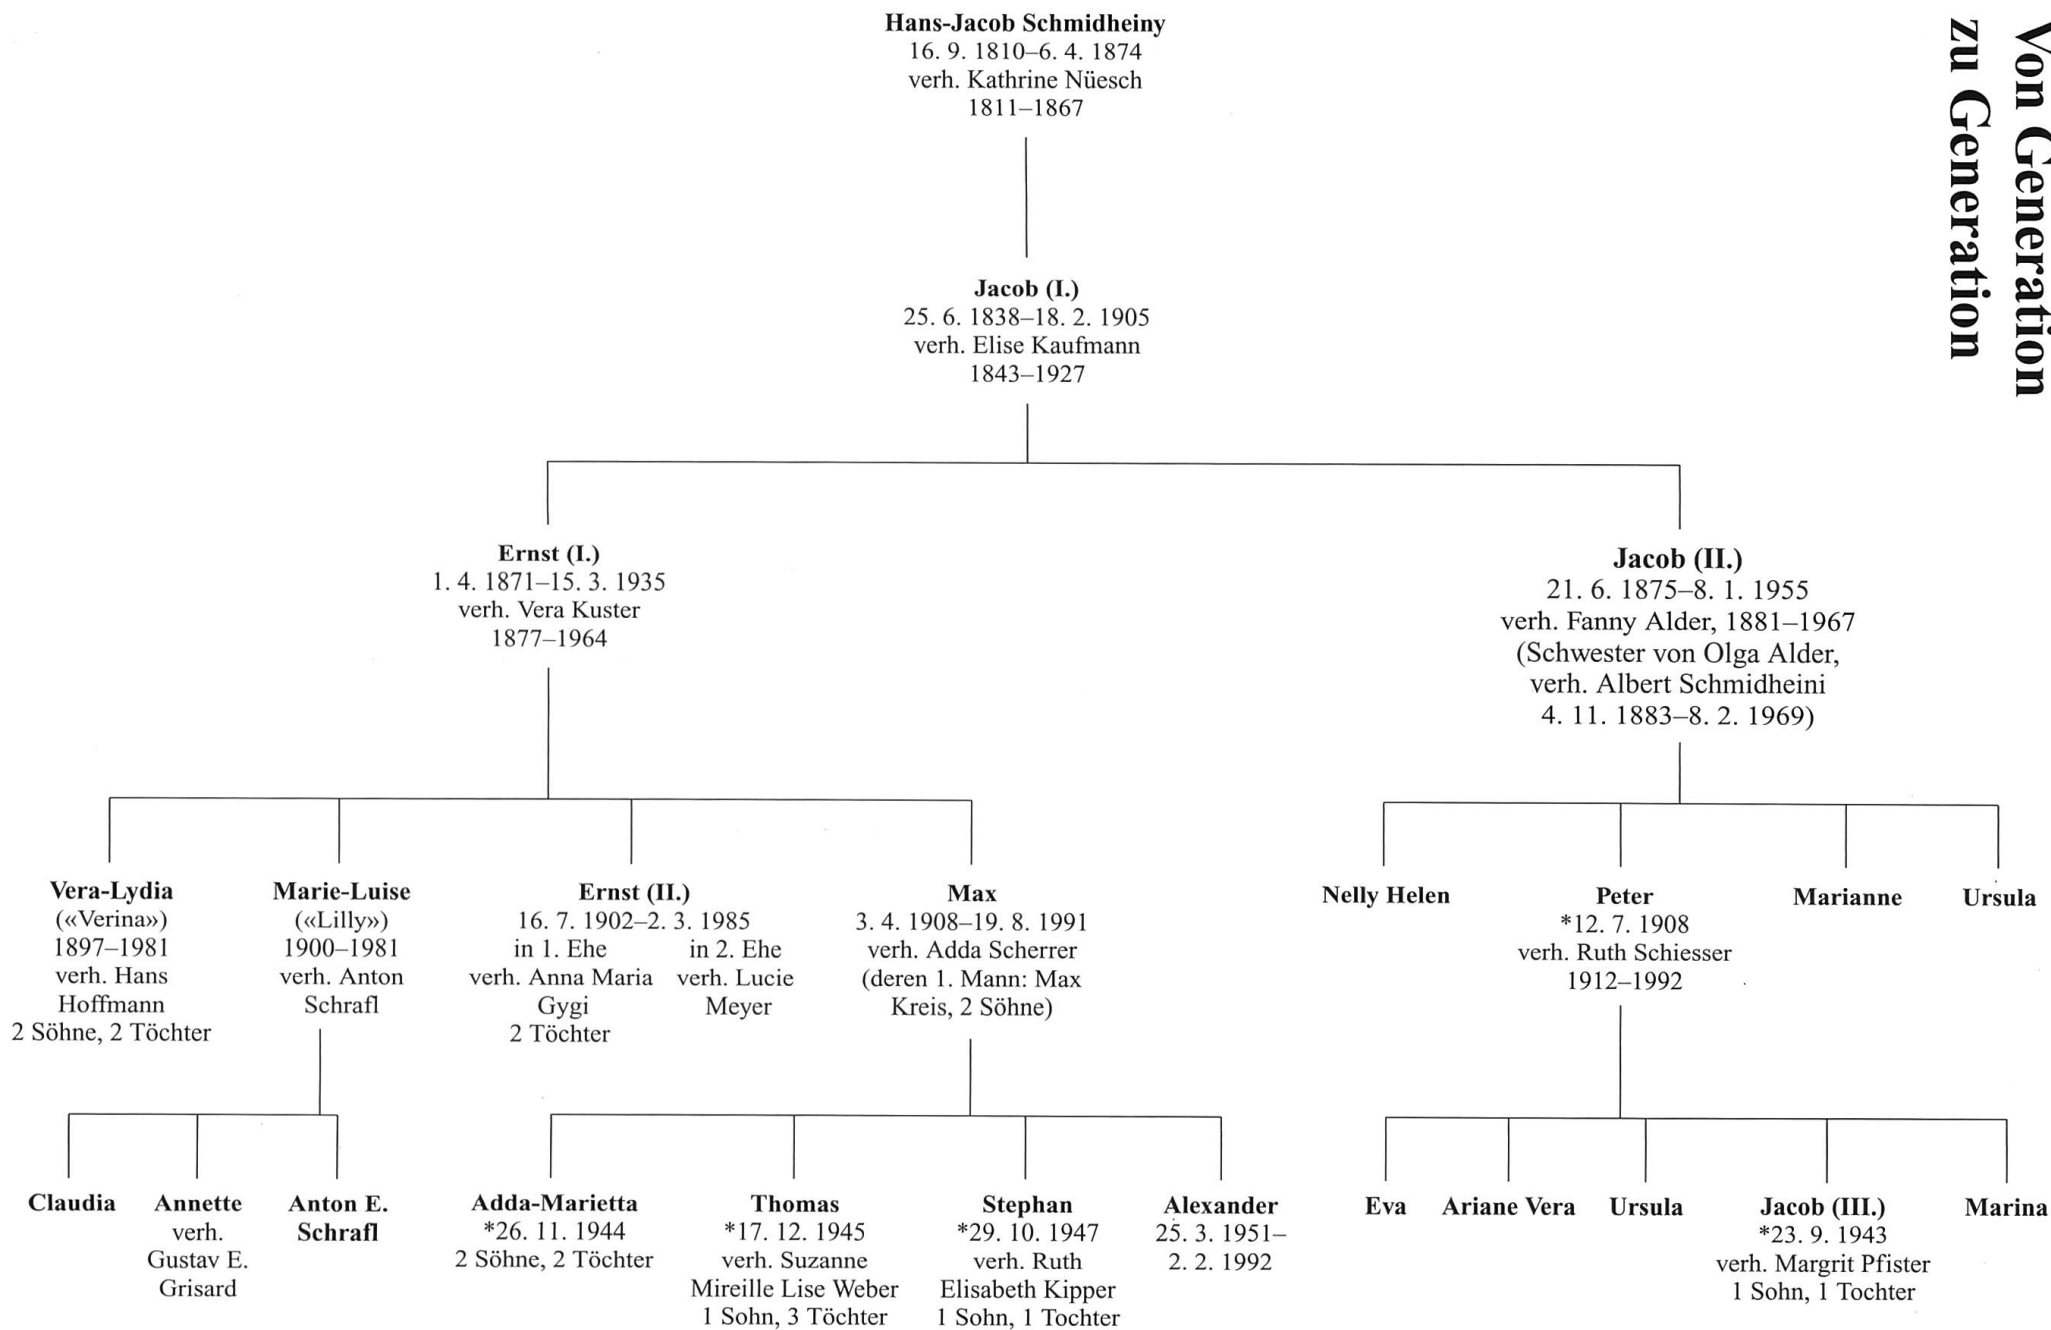 Von Generation
zu Generation
Hans-Jacob Schmidheiny
16. 9. 1810–6. 4. 1874
verh. Kathrine Nüesch
1811–1867
Jacob (I.)
25. 6. 1838–18. 2. 1905
verh. Elise Kaufmann
1843–1927
Ernst (I.)
1. 4. 1871–15. 3. 1935
verh. Vera Kuster
1877–1964
Jacob (II.)
21. 6. 1875–8. 1. 1955
verh. Fanny Alder, 1881–1967
(Schwester von Olga Alder,
verh. Albert Schmidheini
4. 11. 1883–8. 2. 1969)
Vera-Lydia
(«Verina»)
1897–1981
verh. Hans
Hoffmann
2 Söhne, 2 Töchter
Marie-Luise
(«Lilly»)
1900–1981
verh. Anton
Schrafl
Ernst (II.)
16. 7. 1902–2. 3. 1985
in 1. Ehe
verh. Anna Maria
Gygi
2 Töchter
in 2. Ehe
verh. Lucie
Meyer
Max
3. 4. 1908–19. 8. 1991
verh. Adda Scherrer
(deren 1. Mann: Max
Kreis, 2 Söhne)
Nelly Helen
Peter
*12. 7. 1908
verh. Ruth Schiesser
1912–1992
Marianne
Ursula
Claudia
Annette
verh.
Gustav E.
Grisard
Anton E.
Schrafl
Adda-Marietta
*26. 11. 1944
2 Söhne, 2 Töchter
Thomas
*17. 12. 1945
verh. Suzanne
Mireille Lise Weber
1 Sohn, 3 Töchter
Stephan
*29. 10. 1947
verh. Ruth
Elisabeth Kipper
1 Sohn, 1 Tochter
Alexander
25. 3. 1951–
2. 2. 1992
Eva
Ariane Vera
Ursula
Jacob (III.)
*23. 9. 1943
verh. Margrit Pfister
1 Sohn, 1 Tochter
Marina